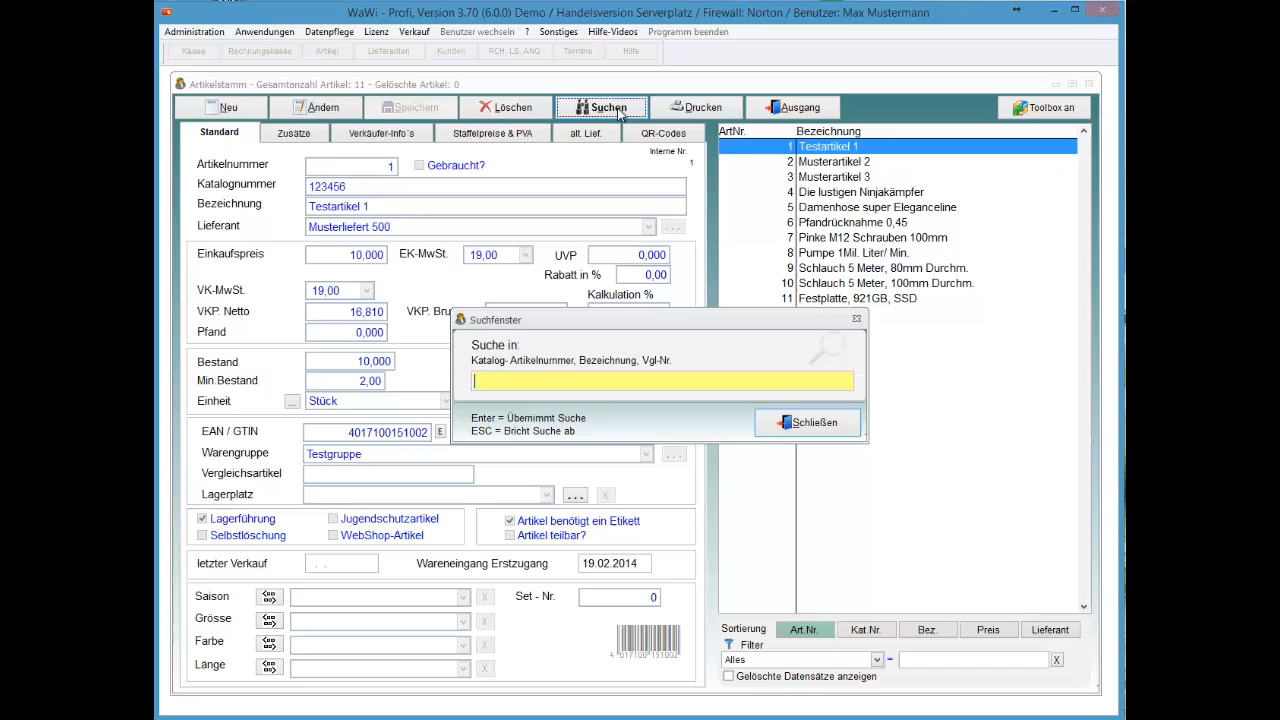 WaWi - Profi, Version 3.70 (6.0.0) Demo / Handelsversion Serverplatz / Firewall: Norton / Benutzer: Max Mustermann
Administration Anwendungen Datenpflege Lizenz Verkauf Benutzer wechseln ? Sonstiges Hilfe-Videos Programm beenden
Kasse Rechnungskasse Artikel Lieferanten Kunden RCH, LS, ANG Termine Hilfe
Artikelstamm - Gesamtanzahl Artikel: 11 - Gelöschte Artikel: 0
Neu Ändern Speichern Löschen Suchen Drucken Ausgang Toolbox an
Standard Zusätze Verkäufer-Info´s Staffelpreise & PVA alt. Lief. QR-Codes
Interne Nr.
1
Artikelnummer 1 Gebraucht?
Katalognummer 123456
Bezeichnung Testartikel 1
Lieferant Musterliefert 500 ...
Einkaufspreis 10,000 EK-MwSt. 19,00 UVP 0,000
Rabatt in % 0,00
VK-MwSt. 19,00 Kalkulation %
VKP. Netto 16,810 VKP. Bru
Pfand 0,000
Bestand 10,000
Min.Bestand 2,00
Einheit ... Stück
EAN / GTIN 4017100151002 E
Warengruppe Testgruppe ...
Vergleichsartikel
Lagerplatz ... X
Lagerführung Jugendschutzartikel Artikel benötigt ein Etikett
Selbstlöschung WebShop-Artikel Artikel teilbar?
letzter Verkauf . . Wareneingang Erstzugang 19.02.2014
Saison X Set - Nr. 0
Grösse X
Farbe X
Länge X
4 017100 151002
Suchfenster
Suche in:
Katalog- Artikelnummer, Bezeichnung, Vgl-Nr.
Enter = Übernimmt Suche
ESC = Bricht Suche ab
Schließen
ArtNr. Bezeichnung
1 Testartikel 1
2 Musterartikel 2
3 Musterartikel 3
4 Die lustigen Ninjakämpfer
5 Damenhose super Eleganceline
6 Pfandrücknahme 0,45
7 Pinke M12 Schrauben 100mm
8 Pumpe 1Mil. Liter/ Min.
9 Schlauch 5 Meter, 80mm Durchm.
10 Schlauch 5 Meter, 100mm Durchm.
11 Festplatte, 921GB, SSD
Sortierung Art.Nr. Kat.Nr. Bez. Preis Lieferant
Filter
Alles = X
Gelöschte Datensätze anzeigen